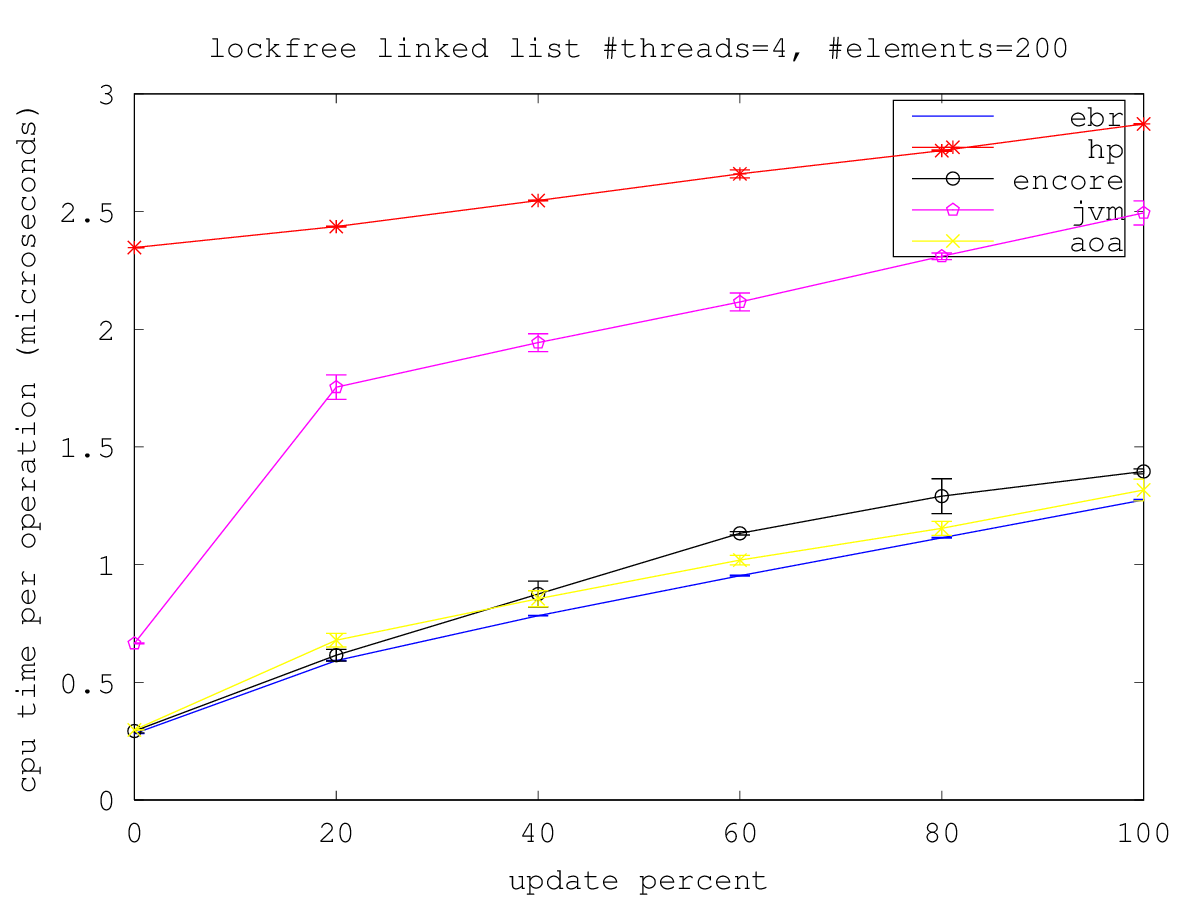 lockfree linked list #threads=4, #elements=200
cpu time per operation (microseconds)
3
2.5
2
1.5
1
0.5
0
ebr
hp
encore
jvm
aoa
0 20 40 60 80 100
update percent